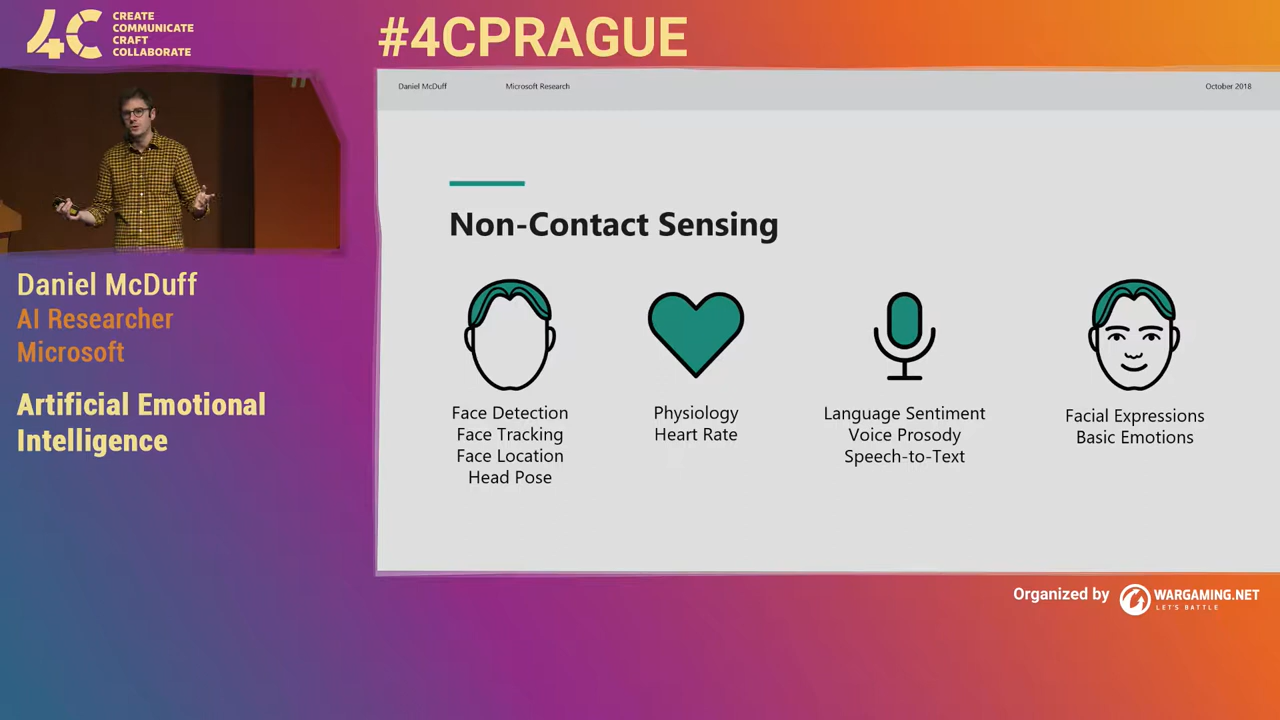 4C
CREATE
COMMUNICATE
CRAFT
COLLABORATE
#4CPRAGUE
#
Daniel McDuff
Microsoft Research
October 2018
Non-Contact Sensing
Face Detection
Face Tracking
Face Location
Head Pose
Physiology
Heart Rate
Language Sentiment
Voice Prosody
Speech-to-Text
Facial Expressions
Basic Emotions
Daniel McDuff
AI Researcher
Microsoft
Artificial Emotional
Intelligence
Organized by
WARGAMING.NET
LET'S BATTLE